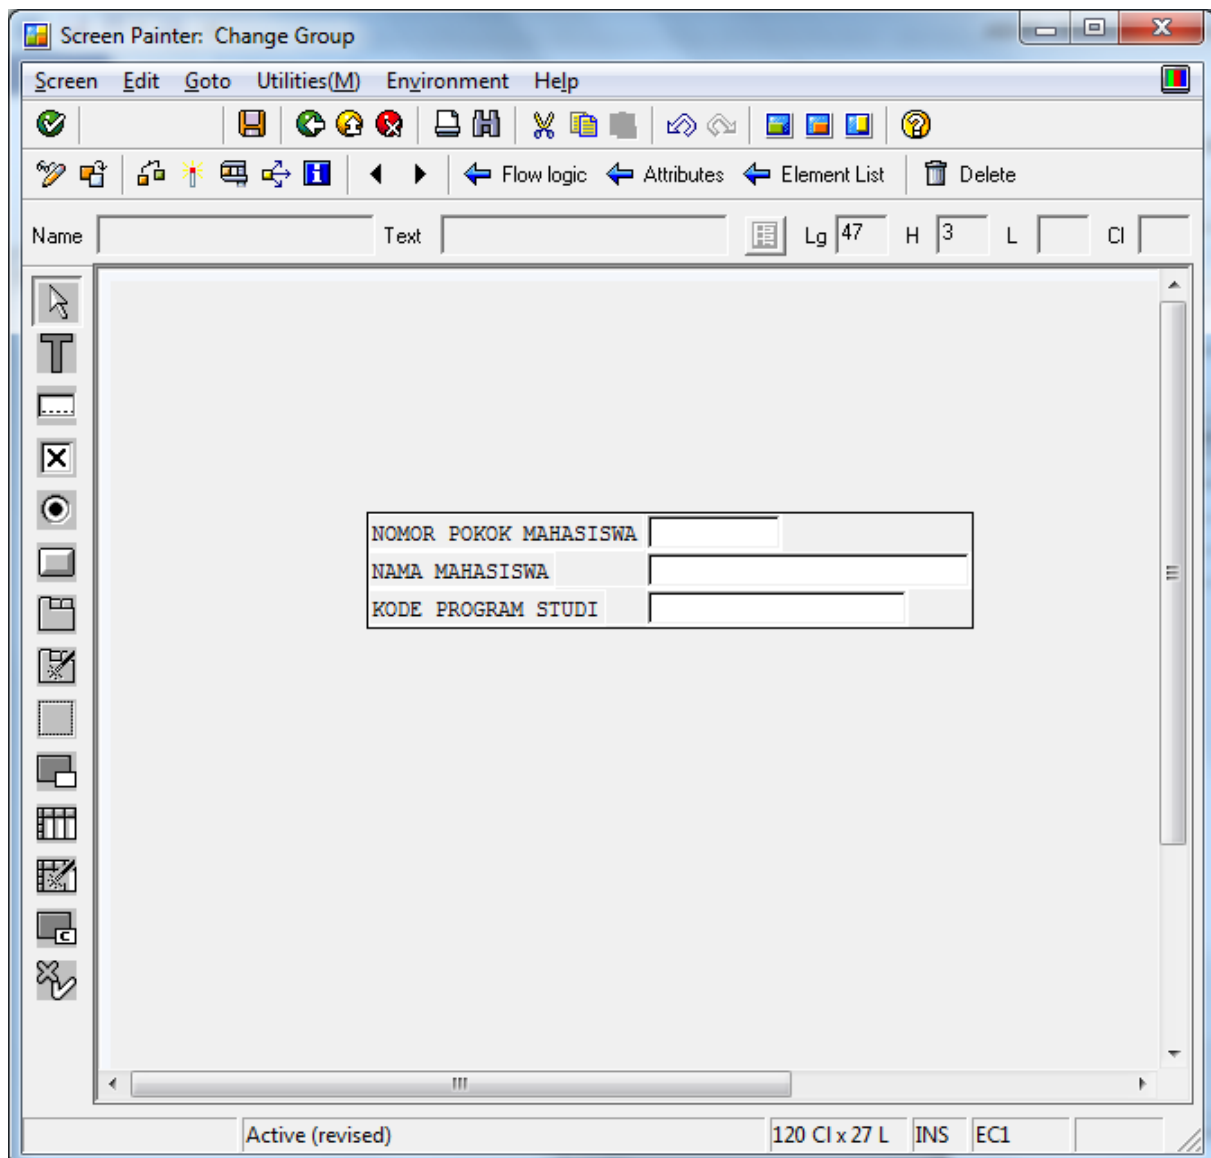 Screen Painter: Change Group
Screen Edit Goto Utilities(M) Environment Help
Flow logic Attributes Element List Delete
Name Text Lg 47 H 3 L Cl
NOMOR POKOK MAHASISWA
NAMA MAHASISWA
KODE PROGRAM STUDI
Active (revised) 120 Cl x 27 L INS EC1